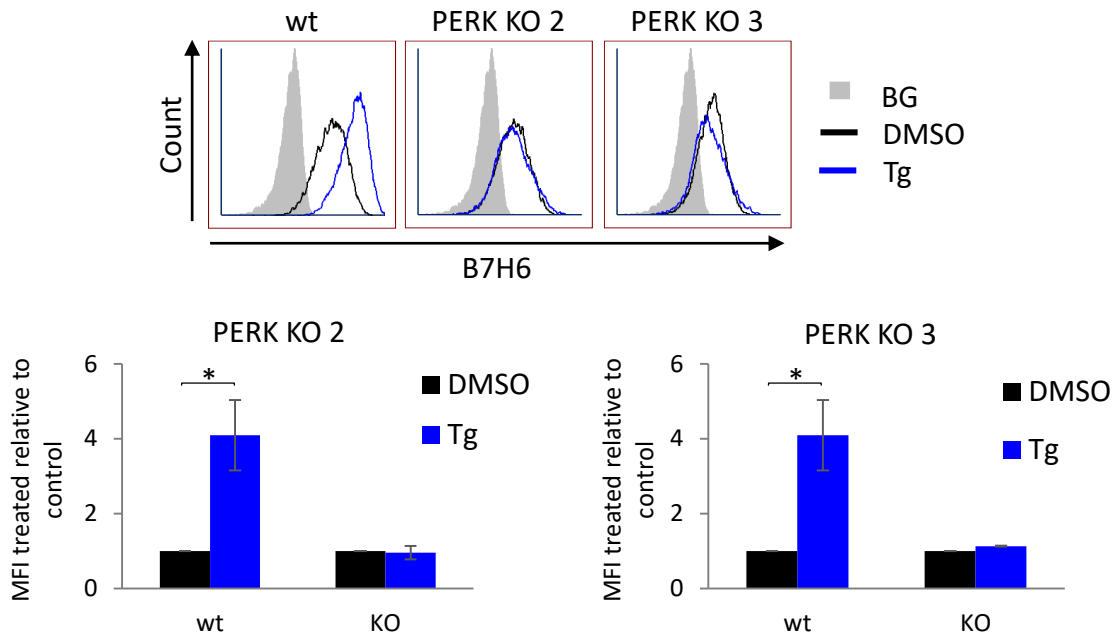 wt
PERK KO 2
PERK KO 3
Count
BG
DMSO
Tg
B7H6
PERK KO 2
MFI treated relative to
control
6
4
2
0
*
DMSO
Tg
wt
KO
PERK KO 3
MFI treated relative to
control
6
4
2
0
*
DMSO
Tg
wt
KO